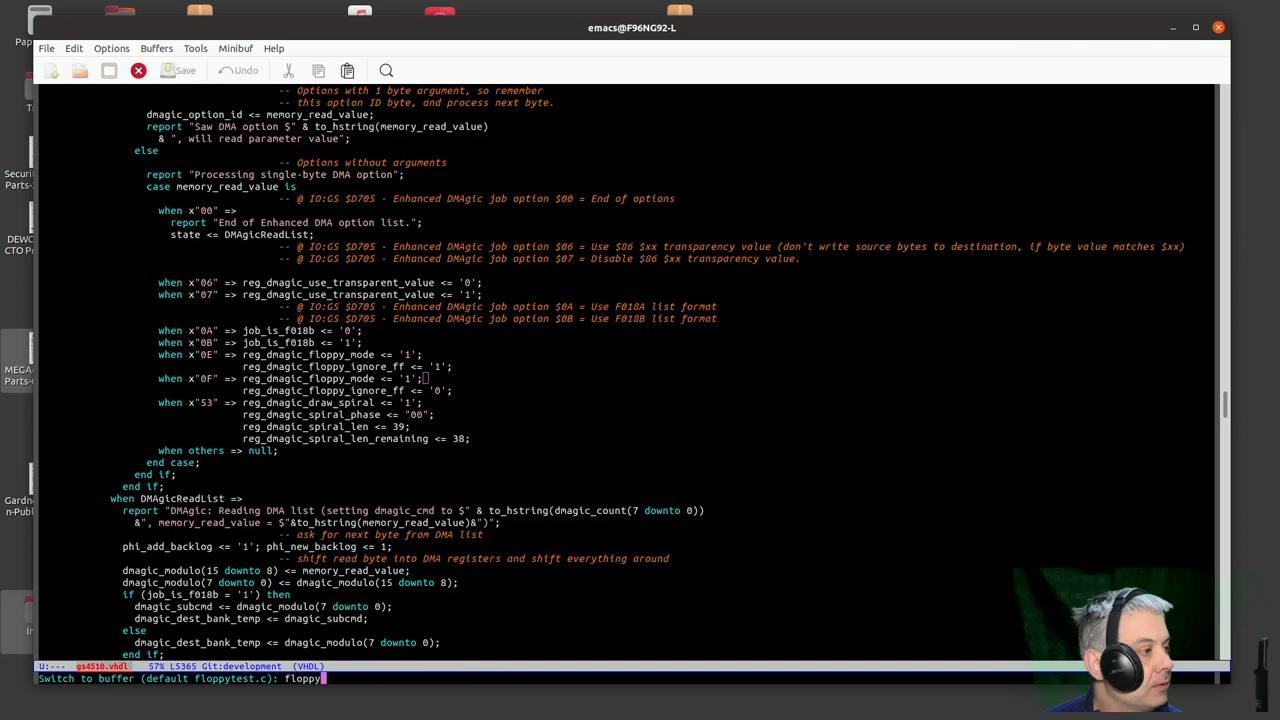 emacs@F96NG92-L
Pap
File Edit Options Buffers Tools Minibuf Help
Save Undo
-- Options with 1 byte argument, so remember
-- this option ID byte, and process next byte.
dmagic_option_id <= memory_read_value;
report "Saw DMA option $" & to_hstring(memory_read_value)
& ", will read parameter value";
else
-- Options without arguments
report "Processing single-byte DMA option";
case memory_read_value is
-- @ IO:GS $D705 - Enhanced DMAgic job option $00 = End of options
when x"00" =>
report "End of Enhanced DMA option list.";
state <= DMAgicReadList;
-- @ IO:GS $D705 - Enhanced DMAgic job option $06 = Use $86 $xx transparency value (don't write source bytes to destination, if byte value matches $xx)
-- @ IO:GS $D705 - Enhanced DMAgic job option $07 = Disable $86 $xx transparency value.
when x"06" => reg_dmagic_use_transparent_value <= '0';
when x"07" => reg_dmagic_use_transparent_value <= '1';
-- @ IO:GS $D705 - Enhanced DMAgic job option $0A = Use F018A list format
-- @ IO:GS $D705 - Enhanced DMAgic job option $0B = Use F018B list format
when x"0A" => job_is_f018b <= '0';
when x"0B" => job_is_f018b <= '1';
when x"0E" => reg_dmagic_floppy_mode <= '1';
reg_dmagic_floppy_ignore_ff <= '1';
when x"0F" => reg_dmagic_floppy_mode <= '1';
reg_dmagic_floppy_ignore_ff <= '0';
when x"53" => reg_dmagic_draw_spiral <= '1';
reg_dmagic_spiral_phase <= "00";
reg_dmagic_spiral_len <= 39;
reg_dmagic_spiral_len_remaining <= 38;
when others => null;
end case;
end if;
end if;
when DMAgicReadList =>
report "DMAgic: Reading DMA list (setting dmagic_cmd to $" & to_hstring(dmagic_count(7 downto 0))
&", memory_read_value = $"&to_hstring(memory_read_value)&")";
-- ask for next byte from DMA list
phi_add_backlog <= '1'; phi_new_backlog <= 1;
-- shift read byte into DMA registers and shift everything around
dmagic_modulo(15 downto 8) <= memory_read_value;
dmagic_modulo(7 downto 0) <= dmagic_modulo(15 downto 8);
if (job_is_f018b = '1') then
dmagic_subcmd <= dmagic_modulo(7 downto 0);
dmagic_dest_bank_temp <= dmagic_subcmd;
else
dmagic_dest_bank_temp <= dmagic_modulo(7 downto 0);
end if;
U:--- gs4510.vhdl 57% L5365 Git:development (VHDL)
Switch to buffer (default floppytest.c): floppy
Securi
Parts-
DEWC
CTO P
MEGA
Parts-
Gardn
n-Publ